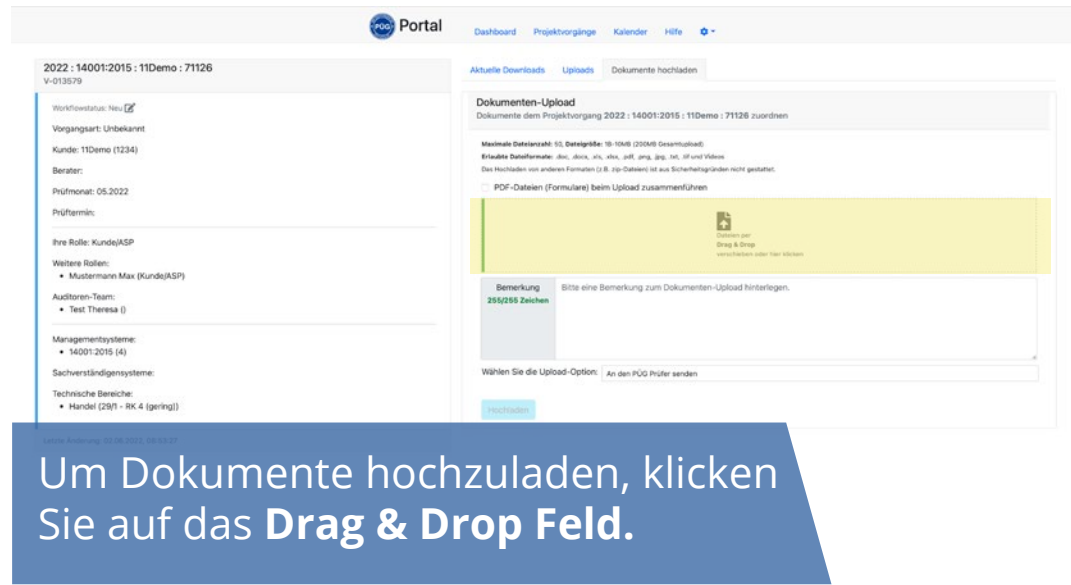 PÜG Portal
Dashboard Projektvorgänge Kalender Hilfe
2022 : 14001:2015 : 11Demo : 71126
V-013579
Workflowstatus: Neu
Vorgangsart: Unbekannt
Kunde: 11Demo (1234)
Berater:
Prüfmonat: 05.2022
Prüftermin:
Ihre Rolle: Kunde/ASP
Weitere Rollen:
• Mustermann Max (Kunde/ASP)
Auditoren-Team:
• Test Theresa ()
Managementsysteme:
• 14001:2015 (4)
Sachverständigensysteme:
Technische Bereiche:
• Handel (29/1 - RK 4 (gering))
Aktuelle Downloads Uploads Dokumente hochladen
Dokumenten-Upload
Dokumente dem Projektvorgang 2022 : 14001:2015 : 11Demo : 71126 zuordnen
Maximale Dateianzahl: 50, Dateigröße: 1B-10MB (200MB Gesamtupload)
Erlaubte Dateiformate: .doc, .docx, .xls, .xlsx, .pdf, .png, .jpg, .txt, .tif und Videos
Das Hochladen von anderen Formaten (z.B. zip-Dateien) ist aus Sicherheitsgründen nicht gestattet.
PDF-Dateien (Formulare) beim Upload zusammenführen
Dateien per
Drag & Drop
verschieben oder hier klicken
Bemerkung
255/255 Zeichen
Bitte eine Bemerkung zum Dokumenten-Upload hinterlegen.
Wählen Sie die Upload-Option: An den PÜG Prüfer senden
Hochladen
Um Dokumente hochzuladen, klicken
Sie auf das Drag & Drop Feld.